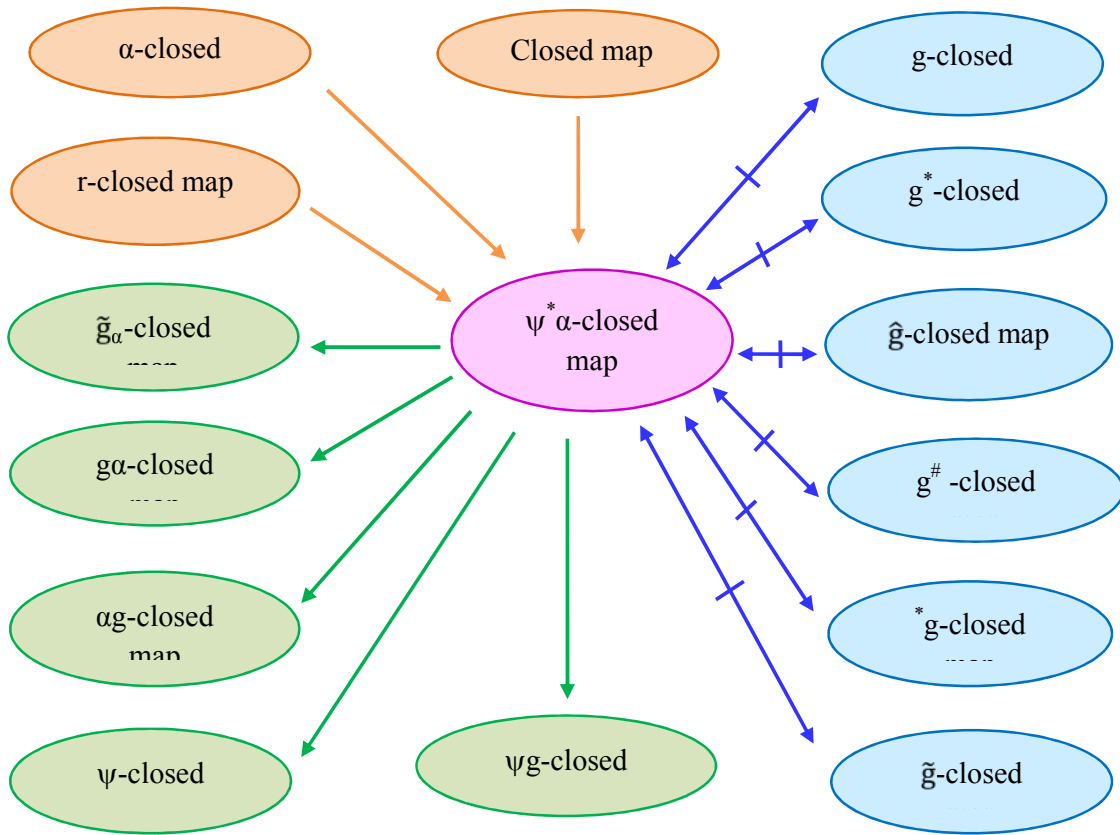 α-closed
Closed map
g-closed
r-closed map
g*-closed
g̃α-closed
ψ*α-closed
map
ĝ-closed map
gα-closed
g# -closed
αg-closed
map
*g-closed
ψ-closed
ψg-closed
g̃-closed